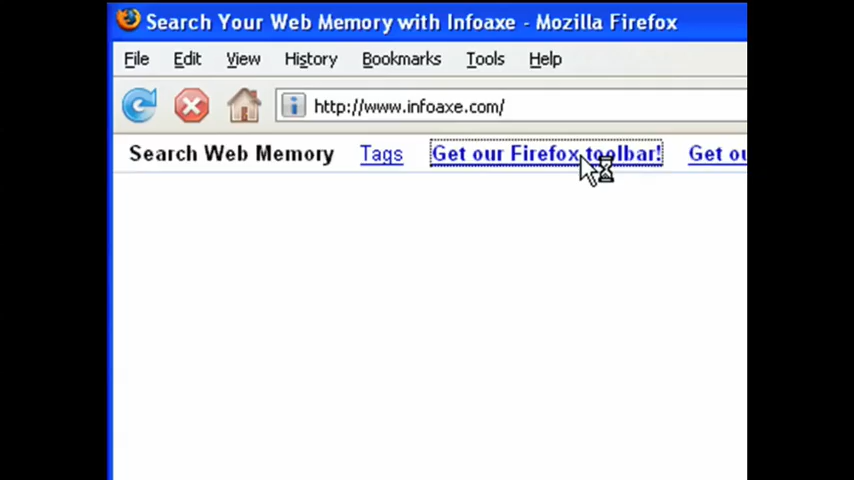 Search Your Web Memory with Infoaxe - Mozilla Firefox
File Edit View History Bookmarks Tools Help
http://www.infoaxe.com/
Search Web Memory Tags Get our Firefox toolbar! Get